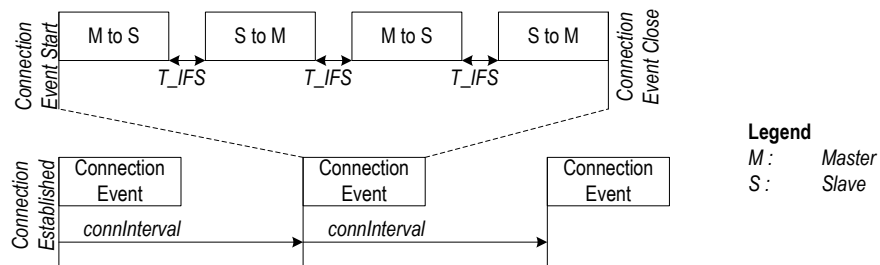 Connection
Event Start
M to S
S to M
M to S
S to M
Connection
Event Close
T_IFS
T_IFS
T_IFS
Connection
Established
Connection
Event
Connection
Event
Connection
Event
connInterval
connInterval
Legend
M : Master
S : Slave